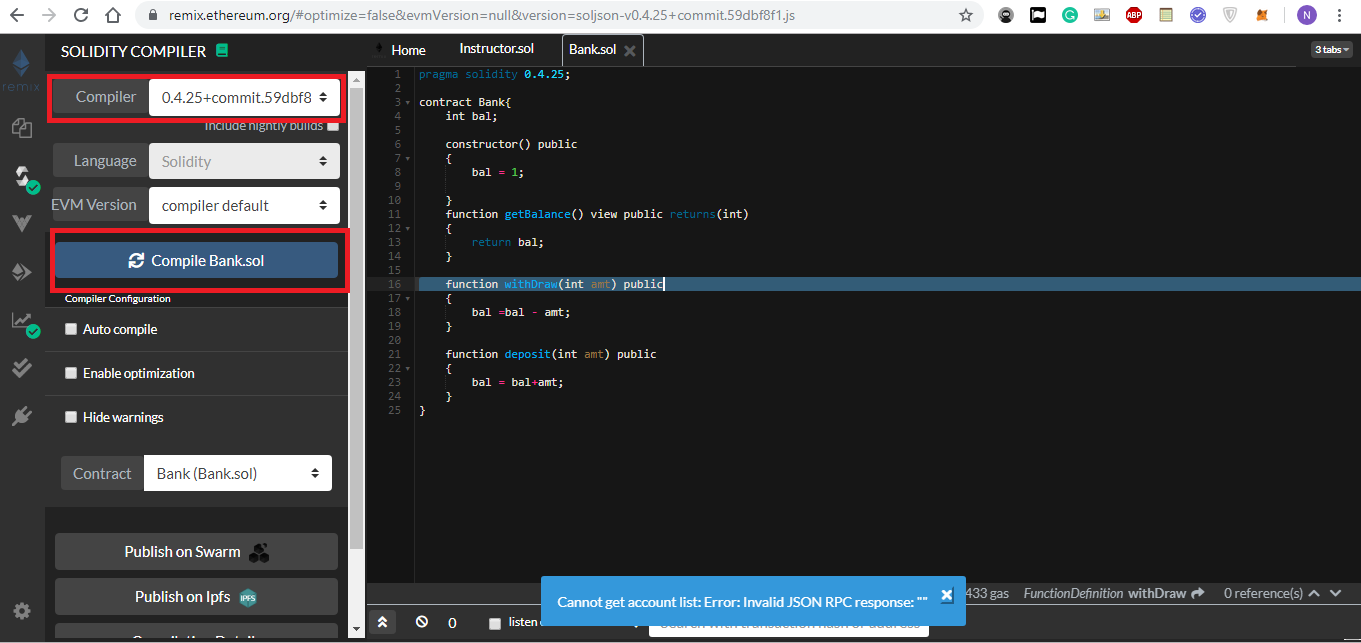 remix.ethereum.org/#optimize=false&evmVersion=null&version=soljson-v0.4.25+commit.59dbf8f1.js
ABP
N
remix
SOLIDITY COMPILER
Compiler
0.4.25+commit.59dbf8
Include nightly builds
Language
Solidity
EVM Version
compiler default
Compile Bank.sol
Compiler Configuration
Auto compile
Enable optimization
Hide warnings
Contract
Bank (Bank.sol)
Publish on Swarm
Publish on Ipfs
IPFS
Home
Instructor.sol
Bank.sol
3 tabs
1 pragma solidity 0.4.25;
2
3 contract Bank{
4 int bal;
5
6 constructor() public
7 {
8 bal = 1;
9
10 }
11 function getBalance() view public returns(int)
12 {
13 return bal;
14 }
15
16 function withDraw(int amt) public
17 {
18 bal =bal - amt;
19 }
20
21 function deposit(int amt) public
22 {
23 bal = bal+amt;
24 }
25 }
433 gas FunctionDefinition withDraw 0 reference(s)
Cannot get account list: Error: Invalid JSON RPC response: ""
0
listen